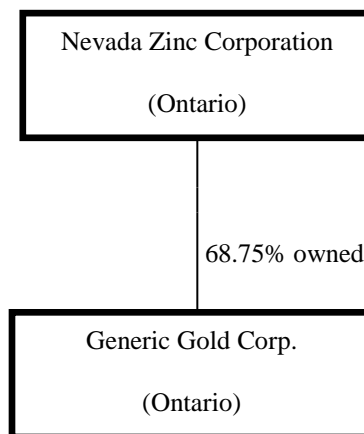 Nevada Zinc Corporation
(Ontario)
68.75% owned
Generic Gold Corp.
(Ontario)